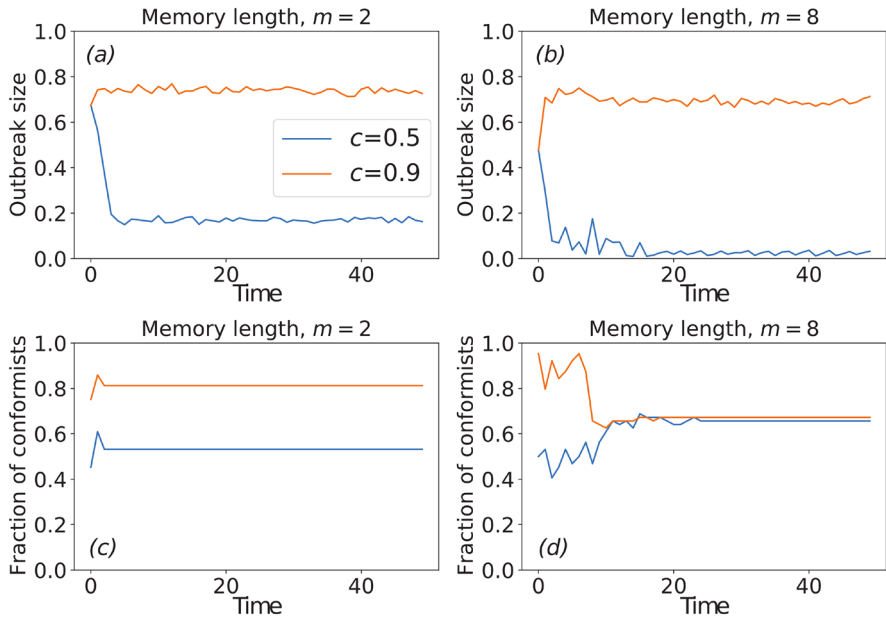 Memory length, m = 2
(a)
Outbreak size
1.0
0.8
0.6
0.4
0.2
0.0
c=0.5
c=0.9
0
20
40
Time
Memory length, m = 8
(b)
Outbreak size
1.0
0.8
0.6
0.4
0.2
0.0
0
20
40
Time
Memory length, m = 2
Fraction of conformists
1.0
0.8
0.6
0.4
0.2
0.0
(c)
0
20
40
Time
Memory length, m = 8
Fraction of conformists
1.0
0.8
0.6
0.4
0.2
0.0
(d)
0
20
40
Time